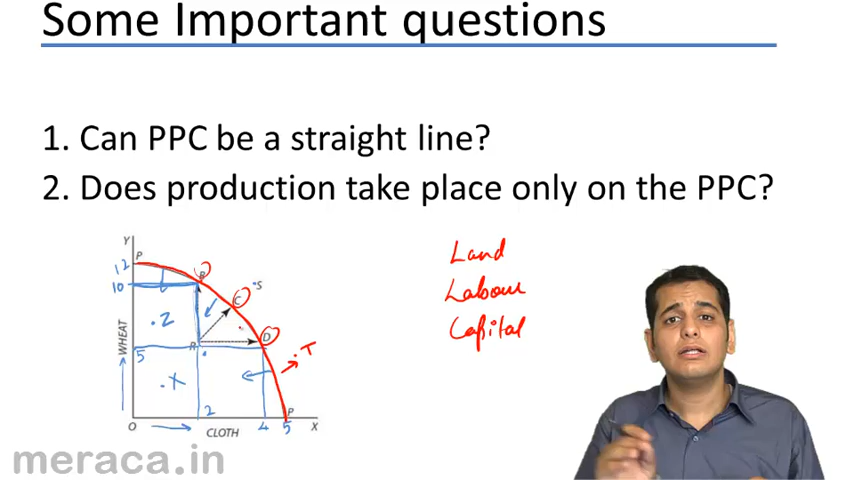 Some Important questions
1. Can PPC be a straight line?
2. Does production take place only on the PPC?
Y
P
12
B
10
C
S
Z
D
R
5
T
X
WHEAT
2
P
O
4
5
X
CLOTH
Land
Labour
Capital
meraca.in